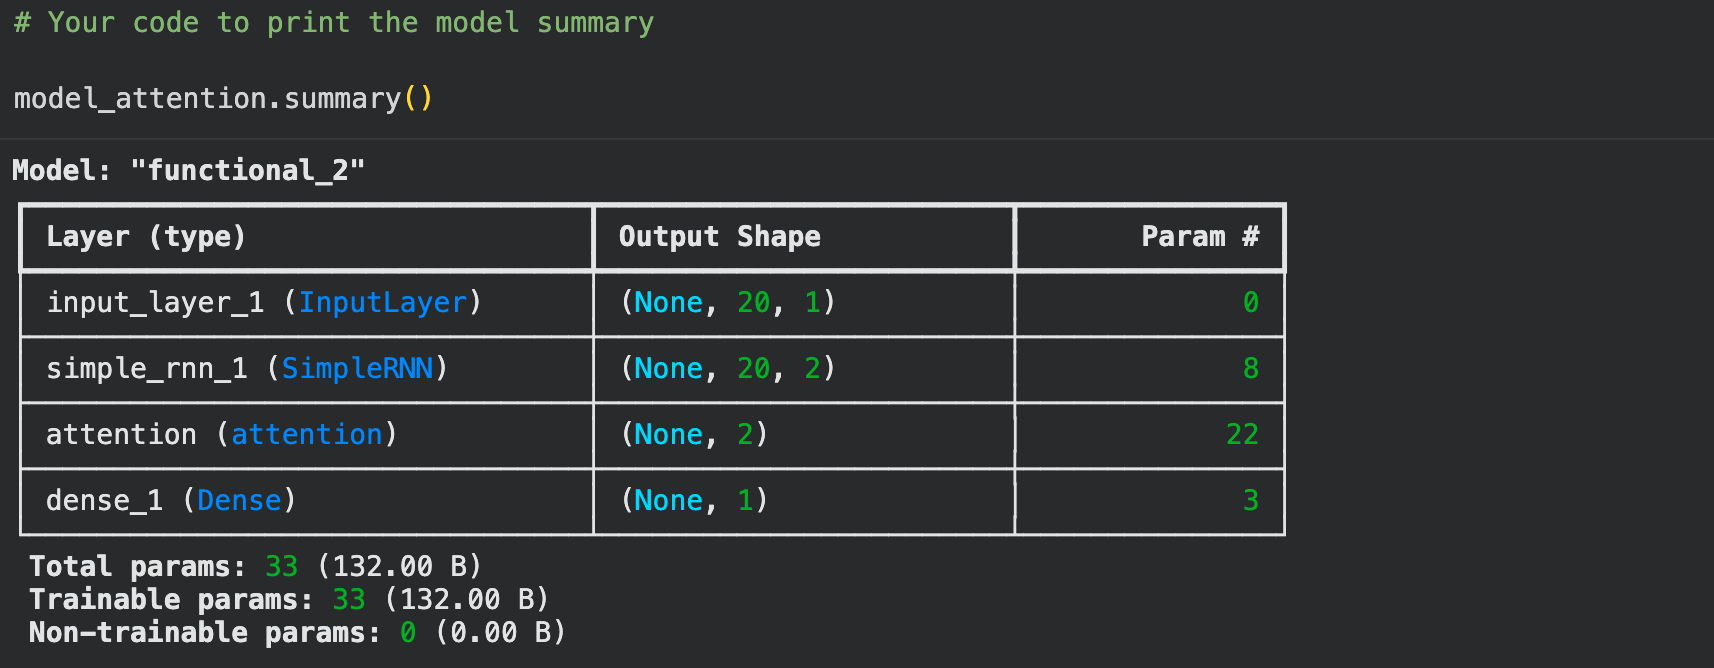 # Your code to print the model summary
model_attention.summary()
Model: "functional_2"
Layer (type) Output Shape Param #
input_layer_1 (InputLayer) (None, 20, 1) 0
simple_rnn_1 (SimpleRNN) (None, 20, 2) 8
attention (attention) (None, 2) 22
dense_1 (Dense) (None, 1) 3
Total params: 33 (132.00 B)
Trainable params: 33 (132.00 B)
Non-trainable params: 0 (0.00 B)